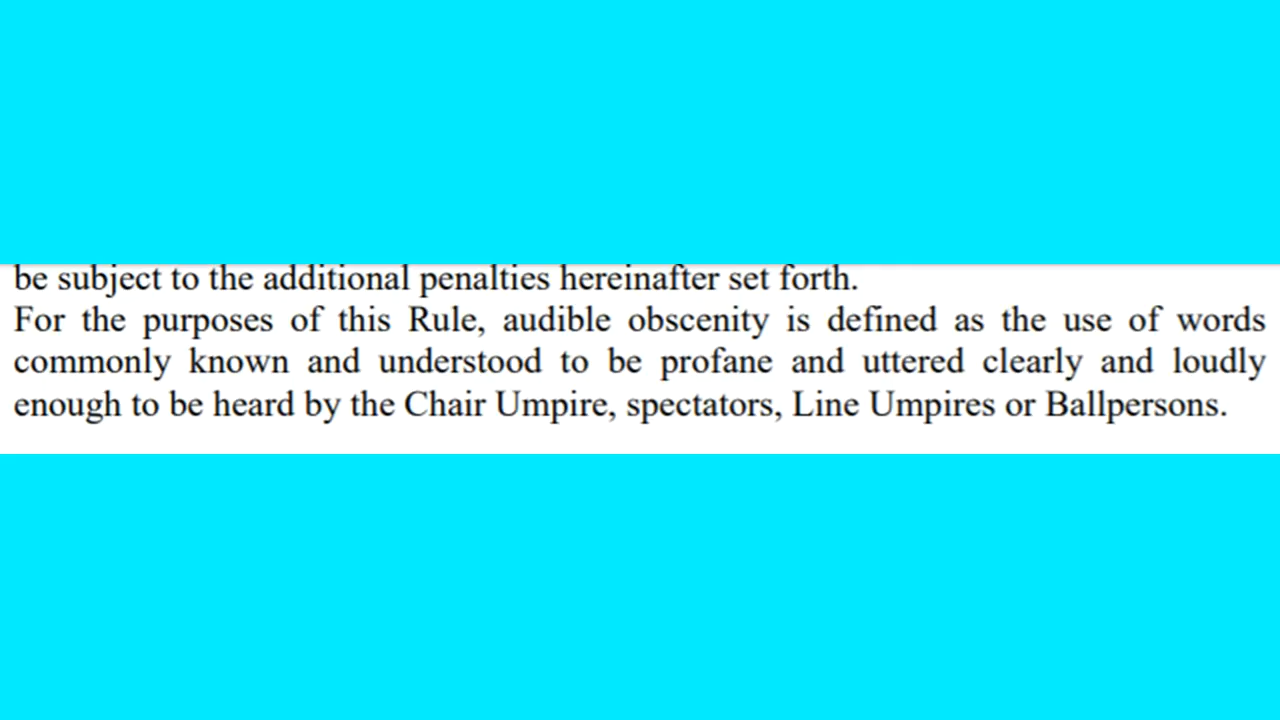 be subject to the additional penalties hereinafter set forth.
For the purposes of this Rule, audible obscenity is defined as the use of words
commonly known and understood to be profane and uttered clearly and loudly
enough to be heard by the Chair Umpire, spectators, Line Umpires or Ballpersons.